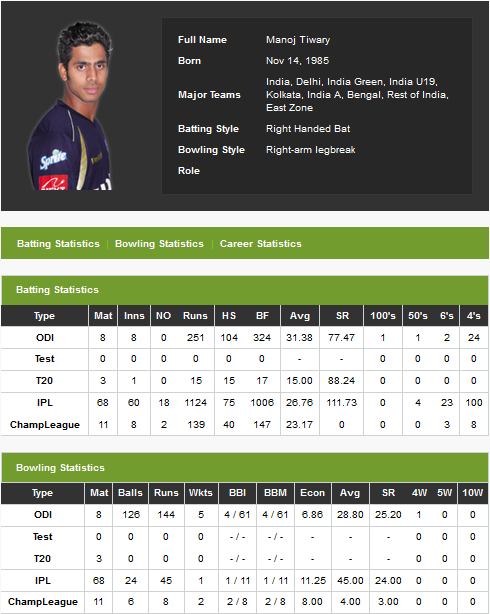 Full Name Manoj Tiwary
Born Nov 14, 1985
Major Teams India, Delhi, India Green, India U19,
Kolkata, India A, Bengal, Rest of India,
East Zone
Batting Style Right Handed Bat
Bowling Style Right-arm legbreak
Role
Sprite
Batting Statistics | Bowling Statistics | Career Statistics
Batting Statistics
Type Mat Inns NO Runs HS BF Avg SR 100's 50's 6's 4's
ODI 8 8 0 251 104 324 31.38 77.47 1 1 2 24
Test 0 0 0 0 0 0 - - 0 0 0 0
T20 3 1 0 15 15 17 15.00 88.24 0 0 0 0
IPL 68 60 18 1124 75 1006 26.76 111.73 0 4 23 100
ChampLeague 11 8 2 139 40 147 23.17 0 0 0 3 8
Bowling Statistics
Type Mat Balls Runs Wkts BBI BBM Econ Avg SR 4W 5W 10W
ODI 8 126 144 5 4 / 61 4 / 61 6.86 28.80 25.20 1 0 0
Test 0 0 0 0 - / - - / - - - - 0 0 0
T20 3 0 0 0 - / - - / - - - - 0 0 0
IPL 68 24 45 1 1 / 11 1 / 11 11.25 45.00 24.00 0 0 0
ChampLeague 11 6 8 2 2 / 8 2 / 8 8.00 4.00 3.00 0 0 0